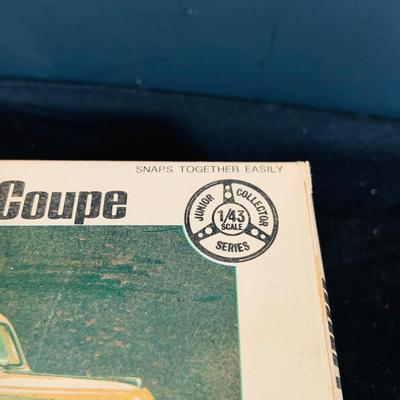 SNAPS TOGETHER EASILY
Coupe
JUNIOR COLLECTOR
1/43
SCALE
SERIES